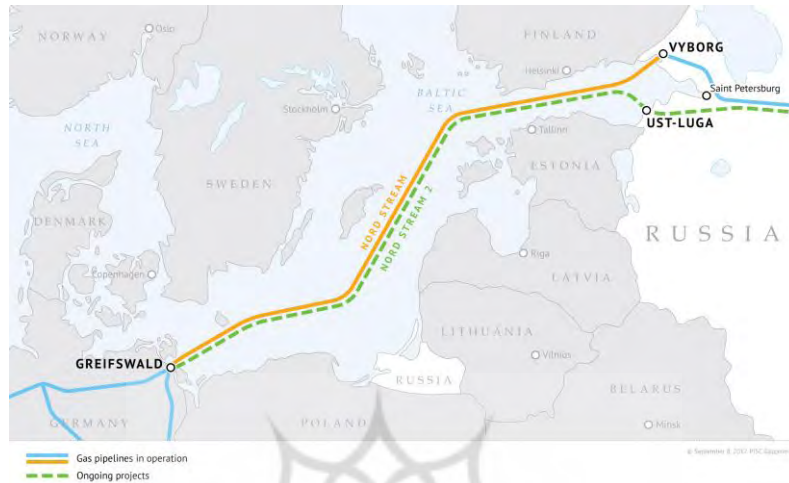 NORWAY
Oslo
FINLAND
VYBORG
Helsinki
Saint Petersburg
BALTIC
SEA
Stockholm
UST-LUGA
NORTH
SEA
Tallinn
SWEDEN
ESTONIA
NORD STREAM
NORD STREAM 2
DENMARK
RUSSIA
Riga
Copenhagen
LATVIA
LITHUÁNIA
GREIFSWALD
Vilnius
RUSSIA
BELARUS
GERMANY
POLAND
Minsk
Gas pipelines in operation
Ongoing projects